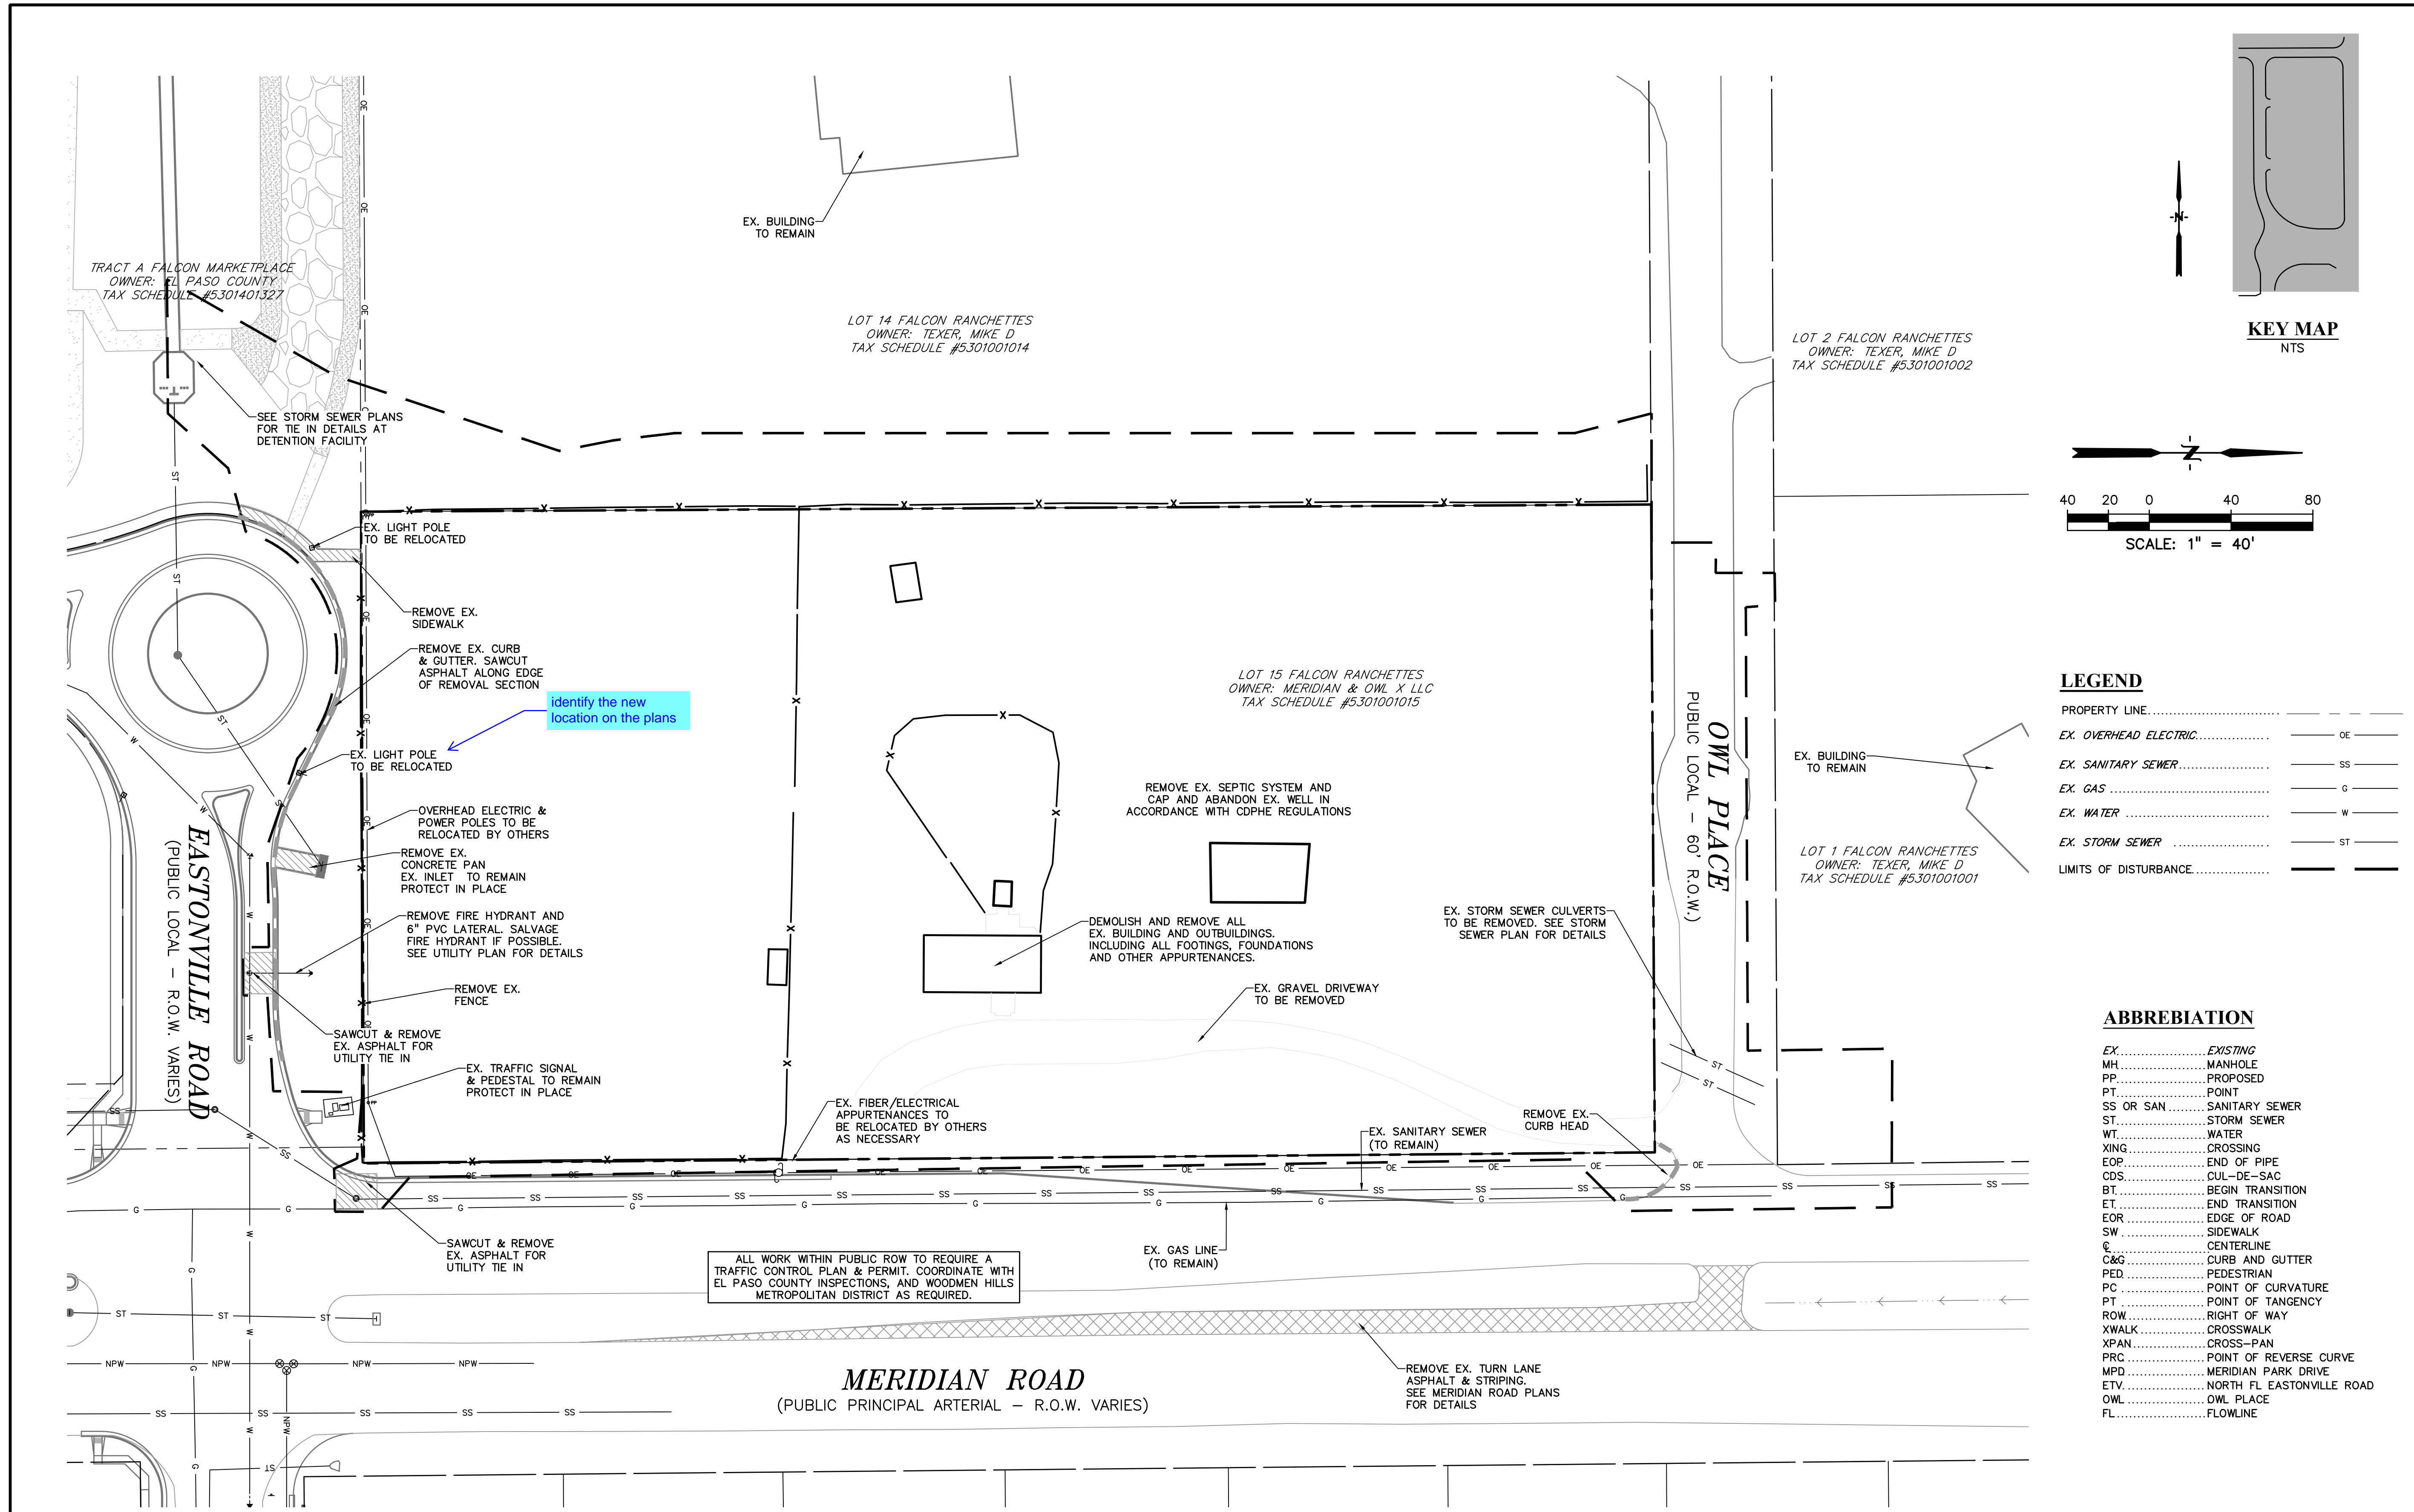 EX. BUILDING
TO REMAIN
TRACT A FALCON MARKETPLACE
OWNER: EL PASO COUNTY
TAX SCHEDULE #5301401327
LOT 14 FALCON RANCHETTES
OWNER: TEXER, MIKE D
TAX SCHEDULE #5301001014
LOT 2 FALCON RANCHETTES
OWNER: TEXER, MIKE D
TAX SCHEDULE #5301001002
N
KEY MAP
NTS
SEE STORM SEWER PLANS
FOR TIE IN DETAILS AT
DETENTION FACILITY
N
40 20 0 40 80
SCALE: 1" = 40'
EX. LIGHT POLE
TO BE RELOCATED
REMOVE EX.
SIDEWALK
REMOVE EX. CURB
& GUTTER. SAWCUT
ASPHALT ALONG EDGE
OF REMOVAL SECTION
identify the new
location on the plans
EX. LIGHT POLE
TO BE RELOCATED
OVERHEAD ELECTRIC &
POWER POLES TO BE
RELOCATED BY OTHERS
REMOVE EX.
CONCRETE PAN
EX. INLET TO REMAIN
PROTECT IN PLACE
REMOVE FIRE HYDRANT AND
6" PVC LATERAL. SALVAGE
FIRE HYDRANT IF POSSIBLE.
SEE UTILITY PLAN FOR DETAILS
REMOVE EX.
FENCE
SAWCUT & REMOVE
EX. ASPHALT FOR
UTILITY TIE IN
EX. TRAFFIC SIGNAL
& PEDESTAL TO REMAIN
PROTECT IN PLACE
EASTONVILLE ROAD
(PUBLIC LOCAL - R.O.W. VARIES)
LOT 15 FALCON RANCHETTES
OWNER: MERIDIAN & OWL X LLC
TAX SCHEDULE #5301001015
REMOVE EX. SEPTIC SYSTEM AND
CAP AND ABANDON EX. WELL IN
ACCORDANCE WITH CDPHE REGULATIONS
DEMOLISH AND REMOVE ALL
EX. BUILDING AND OUTBUILDINGS.
INCLUDING ALL FOOTINGS, FOUNDATIONS
AND OTHER APPURTENANCES.
EX. GRAVEL DRIVEWAY
TO BE REMOVED
EX. STORM SEWER CULVERTS
TO BE REMOVED. SEE STORM
SEWER PLAN FOR DETAILS
EX. FIBER/ELECTRICAL
APPURTENANCES TO
BE RELOCATED BY OTHERS
AS NECESSARY
EX. SANITARY SEWER
(TO REMAIN)
REMOVE EX.
CURB HEAD
OWL PLACE
PUBLIC LOCAL - 60' R.O.W.)
EX. BUILDING
TO REMAIN
LOT 1 FALCON RANCHETTES
OWNER: TEXER, MIKE D
TAX SCHEDULE #5301001001
SAWCUT & REMOVE
EX. ASPHALT FOR
UTILITY TIE IN
ALL WORK WITHIN PUBLIC ROW TO REQUIRE A
TRAFFIC CONTROL PLAN & PERMIT. COORDINATE WITH
EL PASO COUNTY INSPECTIONS, AND WOODMEN HILLS
METROPOLITAN DISTRICT AS REQUIRED.
EX. GAS LINE
(TO REMAIN)
MERIDIAN ROAD
(PUBLIC PRINCIPAL ARTERIAL - R.O.W. VARIES)
REMOVE EX. TURN LANE
ASPHALT & STRIPING.
SEE MERIDIAN ROAD PLANS
FOR DETAILS
LEGEND
PROPERTY LINE
EX. OVERHEAD ELECTRIC OE
EX. SANITARY SEWER SS
EX. GAS G
EX. WATER W
EX. STORM SEWER ST
LIMITS OF DISTURBANCE
ABBREBIATION
EX. EXISTING
MH MANHOLE
PP PROPOSED
PT POINT
SS OR SAN SANITARY SEWER
ST STORM SEWER
WT WATER
XING CROSSING
EOP END OF PIPE
CDS CUL-DE-SAC
BT BEGIN TRANSITION
ET END TRANSITION
EOR EDGE OF ROAD
SW SIDEWALK
℄ CENTERLINE
C&G CURB AND GUTTER
PED PEDESTRIAN
PC POINT OF CURVATURE
PT POINT OF TANGENCY
ROW RIGHT OF WAY
XWALK CROSSWALK
XPAN CROSS-PAN
PRC POINT OF REVERSE CURVE
MPD MERIDIAN PARK DRIVE
ETV NORTH FL EASTONVILLE ROAD
OWL OWL PLACE
FL FLOWLINE